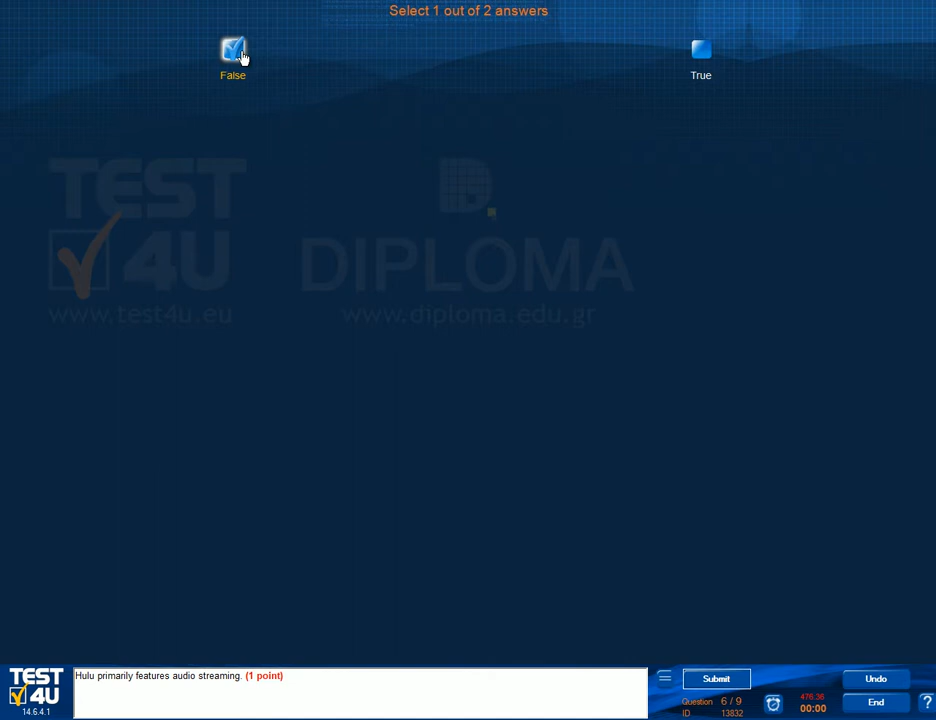 Select 1 out of 2 answers
False
True
TEST
4U
www.test4u.eu
D.
DIPLOMA
www.diploma.edu.gr
TEST
4U
14.6.4.1
Hulu primarily features audio streaming. (1 point)
Submit
Question 6 / 9
ID 13832
476.36
00:00
Undo
End
?